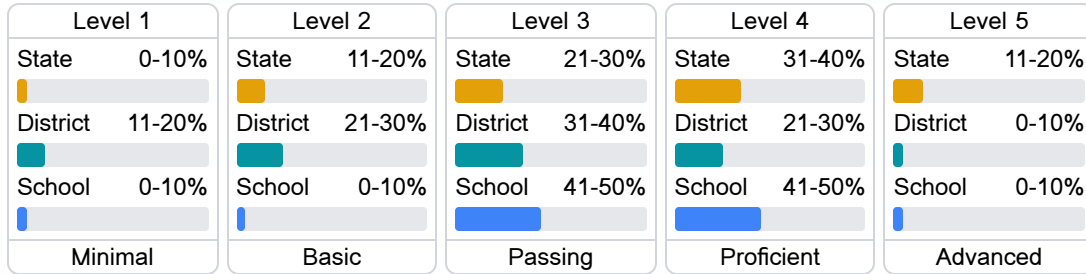 Level 1
State 0-10%
District 11-20%
School 0-10%
Minimal
Level 2
State 11-20%
District 21-30%
School 0-10%
Basic
Level 3
State 21-30%
District 31-40%
School 41-50%
Passing
Level 4
State 31-40%
District 21-30%
School 41-50%
Proficient
Level 5
State 11-20%
District 0-10%
School 0-10%
Advanced